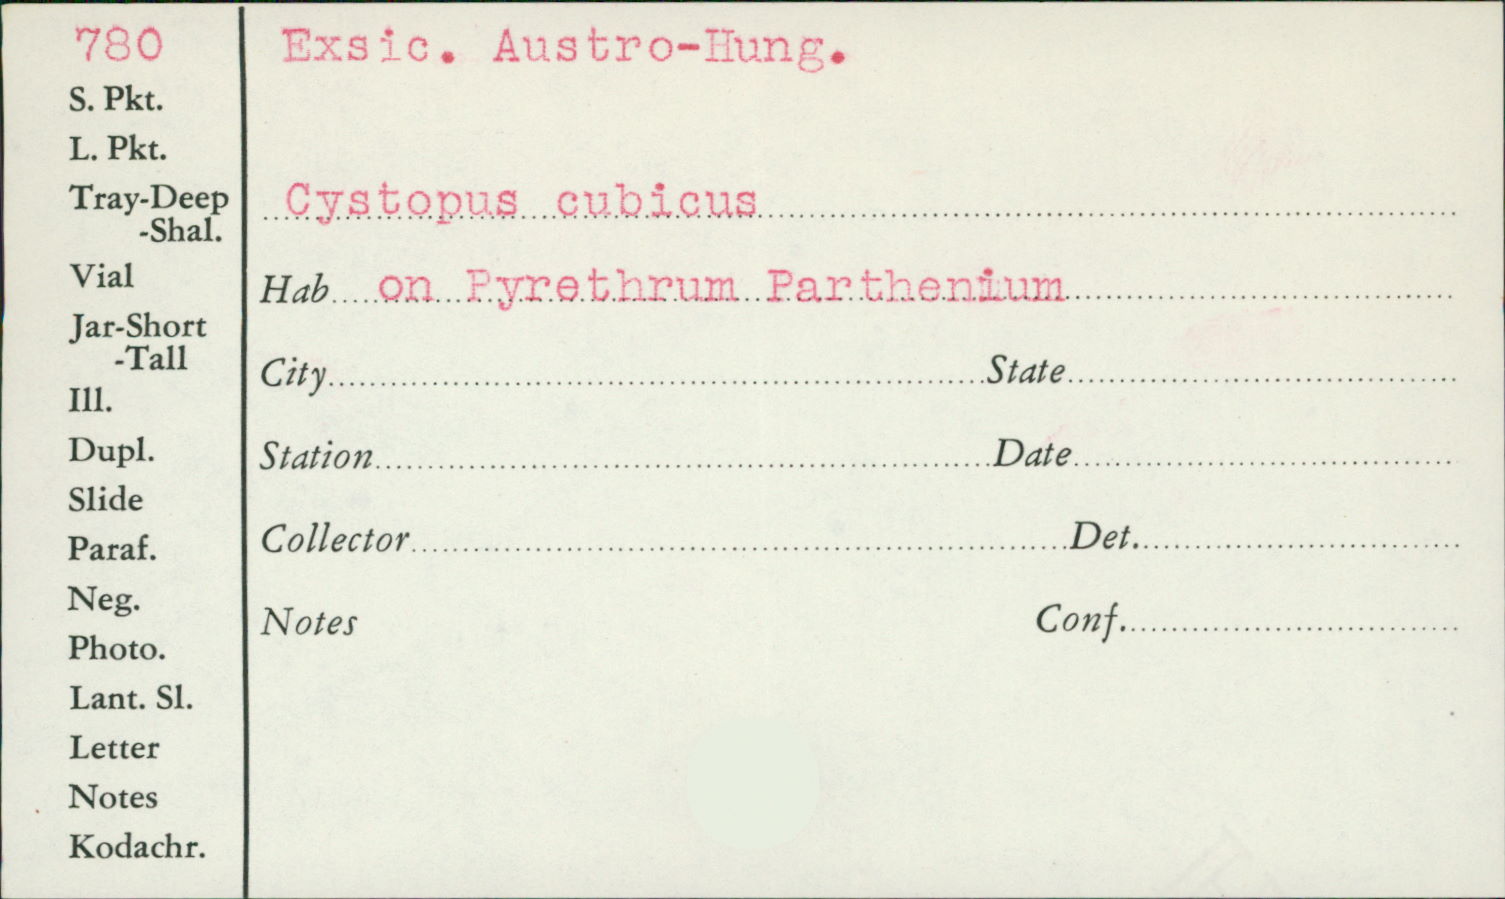 780
Exsic. Austro-Hung.
S. Pkt.
L. Pkt.
Tray-Deep
-Shal.
Cystopus cubicus
Vial
Hab on Pyrethrum Parthenium
Jar-Short
-Tall
City State
Ill.
Dupl.
Station Date
Slide
Paraf.
Collector Det.
Neg.
Notes Conf.
Photo.
Lant. Sl.
Letter
Notes
Kodachr.